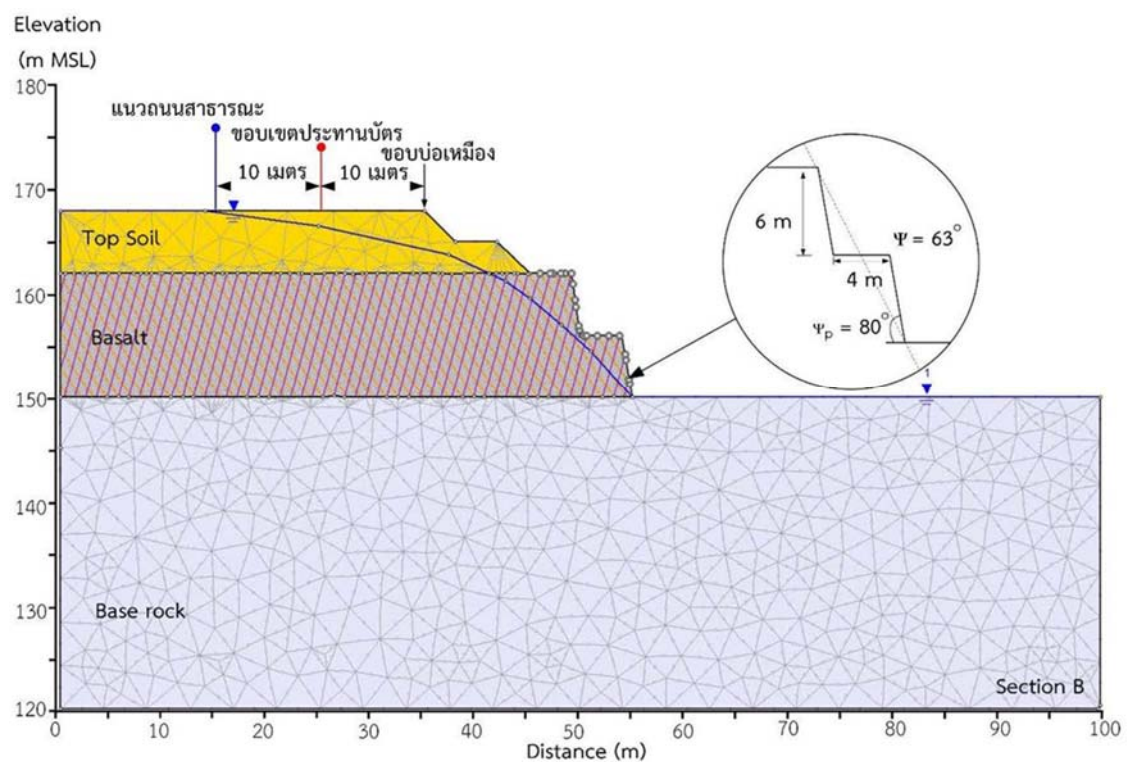 Elevation
(m MSL)
180
แนวถนนสาธารณะ
ขอบเขตประทานบัตร
ขอบบ่อเหมือง
10 เมตร
10 เมตร
170
Top Soil
6 m
Ψ = 63°
4 m
Ψp = 80°
160
Basalt
1
150
140
130
Base rock
Section B
120
0 10 20 30 40 50 60 70 80 90 100
Distance (m)